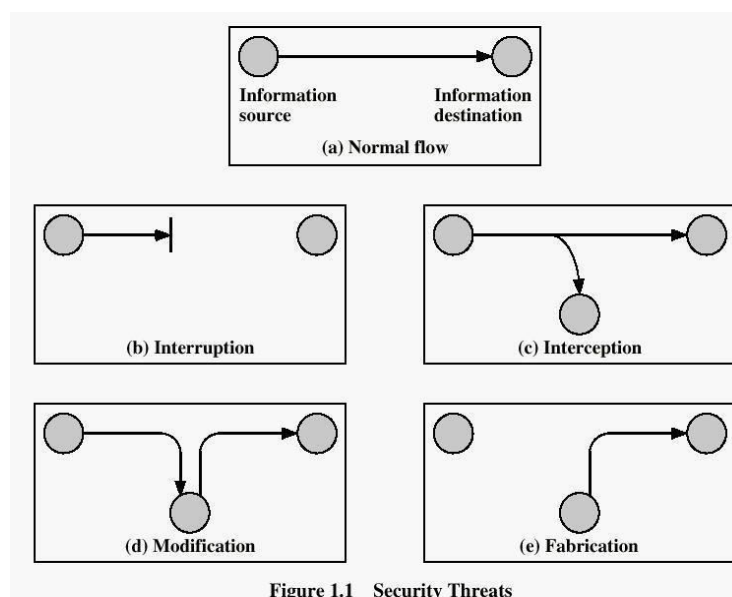 Information
source
Information
destination
(a) Normal flow
(b) Interruption
(c) Interception
(d) Modification
(e) Fabrication
Figure 1.1 Security Threats